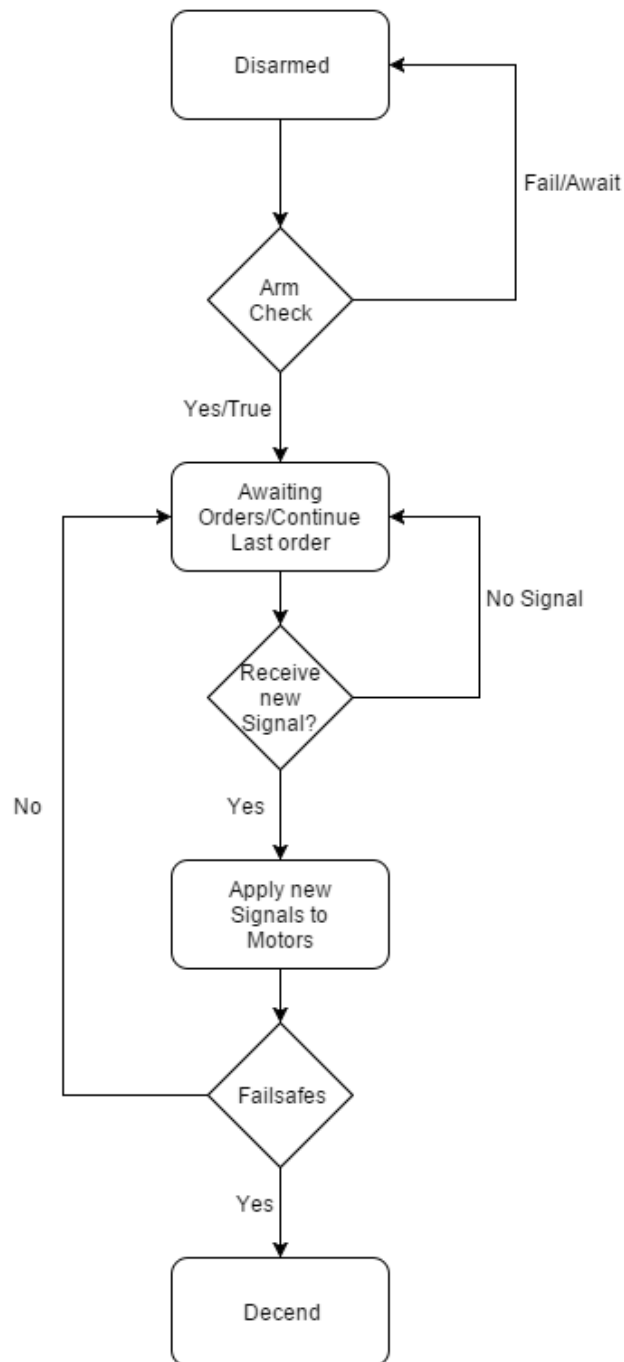 Disarmed
Fail/Await
Arm
Check
Yes/True
Awaiting
Orders/Continue
Last order
No Signal
Receive
new
Signal?
No
Yes
Apply new
Signals to
Motors
Failsafes
Yes
Decend